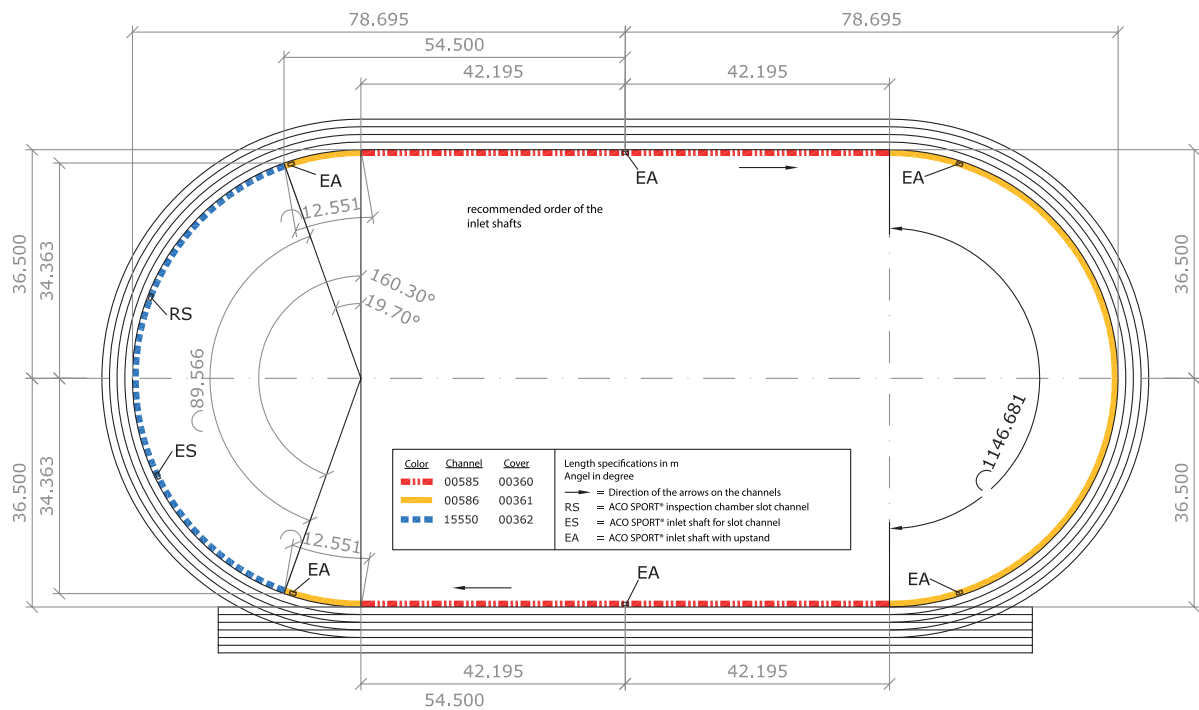 78.695 78.695
54.500
42.195 42.195
EA EA EA
12.551
recommended order of the
inlet shafts
36.500 34.363 36.500
160.30°
19.70°
RS
89.566
1146.681
ES
36.500 34.363 36.500
Color Channel Cover
00585 00360
00586 00361
15550 00362
Length specifications in m
Angel in degree
= Direction of the arrows on the channels
RS = ACO SPORT® inspection chamber slot channel
ES = ACO SPORT® inlet shaft for slot channel
EA = ACO SPORT® inlet shaft with upstand
12.551
EA EA EA
42.195 42.195
54.500